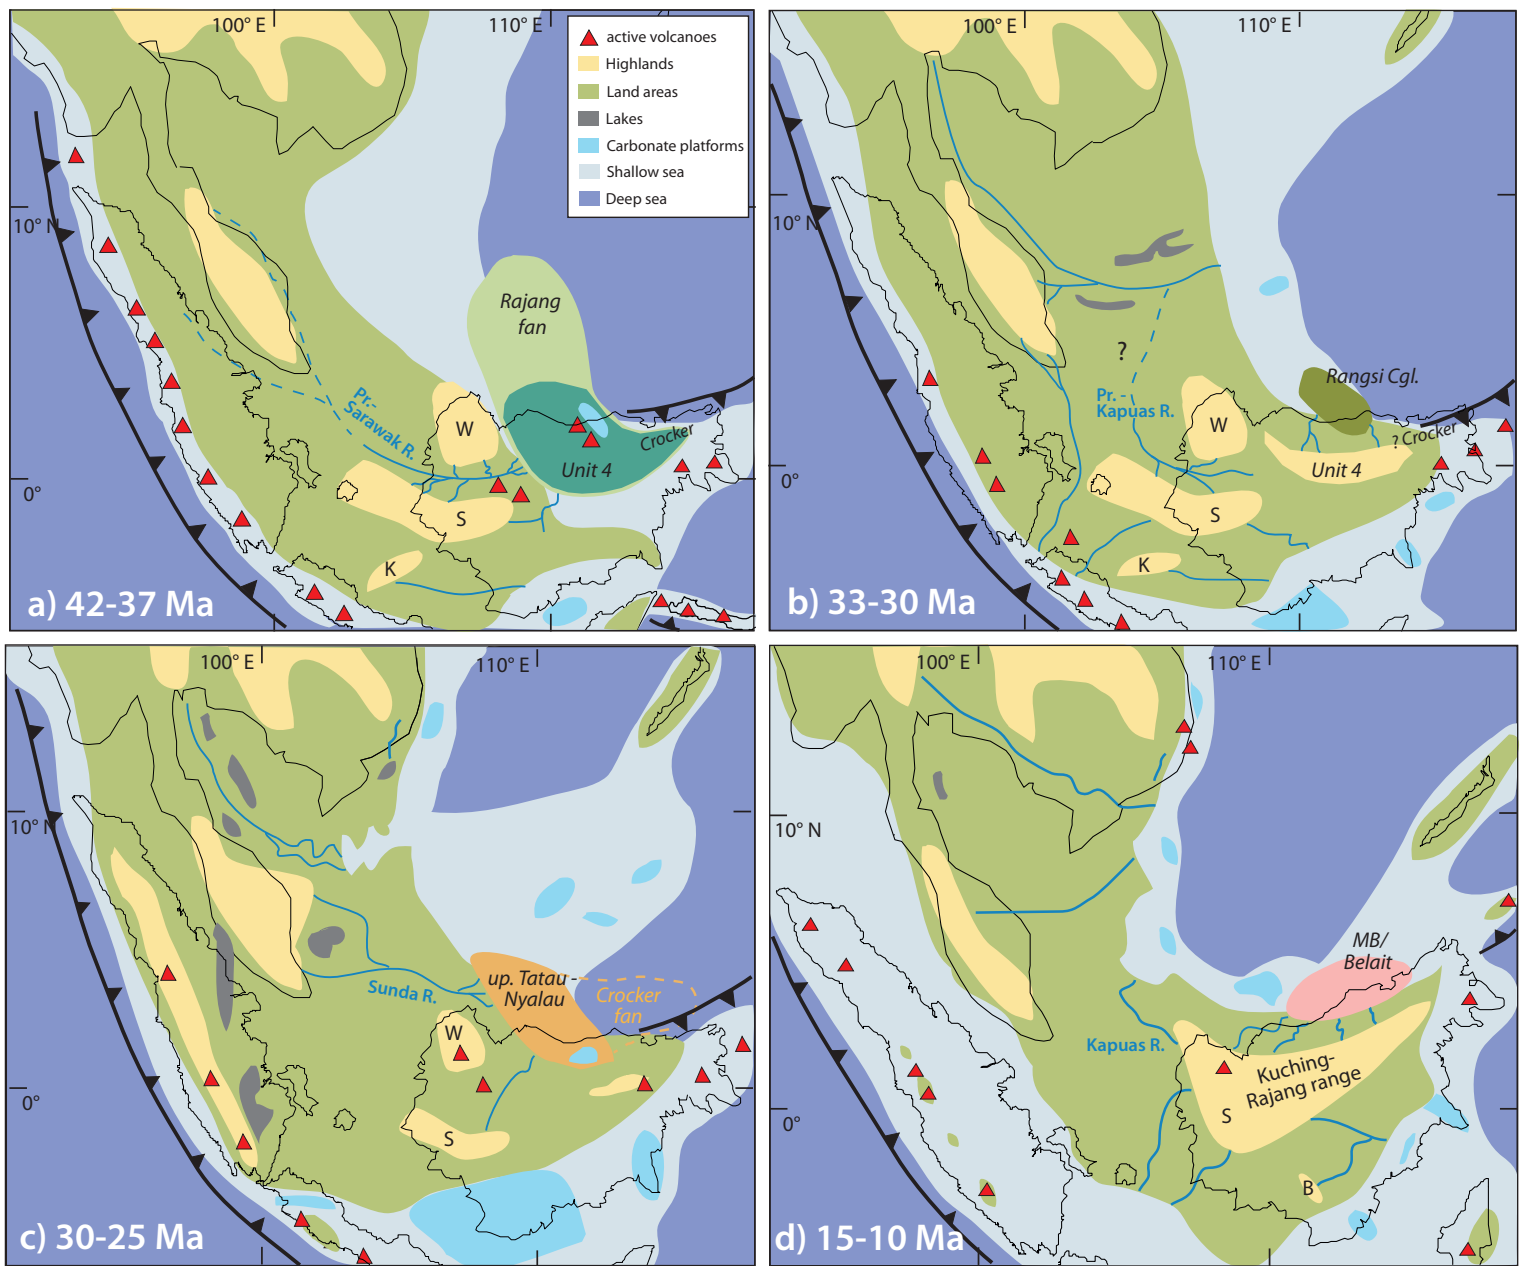 100° E
110° E
active volcanoes
Highlands
Land areas
Lakes
Carbonate platforms
Shallow sea
Deep sea
10° N
Rajang
fan
Pr.-
Sarawak R.
W
Crocker
Unit 4
0°
S
K
a) 42-37 Ma
100° E
110° E
10° N
?
Rangsi Cgl.
Pr. -
Kapuas R.
W
? Crocker
Unit 4
0°
S
K
b) 33-30 Ma
100° E
110° E
10° N
up. Tatau -
Nyalau
Sunda R.
Crocker
fan
W
0°
S
c) 30-25 Ma
100° E
110° E
10° N
MB/
Belait
Kapuas R.
Kuching-
Rajang range
S
0°
B
d) 15-10 Ma